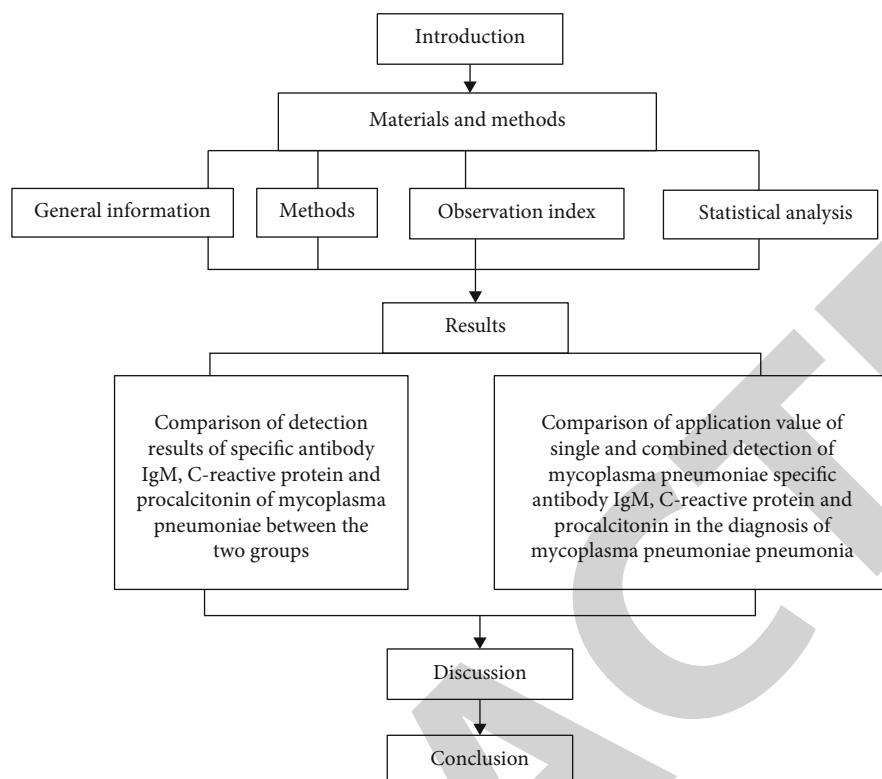 Introduction
Materials and methods
General information
Methods
Observation index
Statistical analysis
Results
Comparison of detection
results of specific antibody
IgM, C-reactive protein and
procalcitonin of mycoplasma
pneumoniae between the
two groups
Comparison of application value of
single and combined detection of
mycoplasma pneumoniae specific
antibody IgM, C-reactive protein and
procalcitonin in the diagnosis of
mycoplasma pneumoniae pneumonia
Discussion
Conclusion